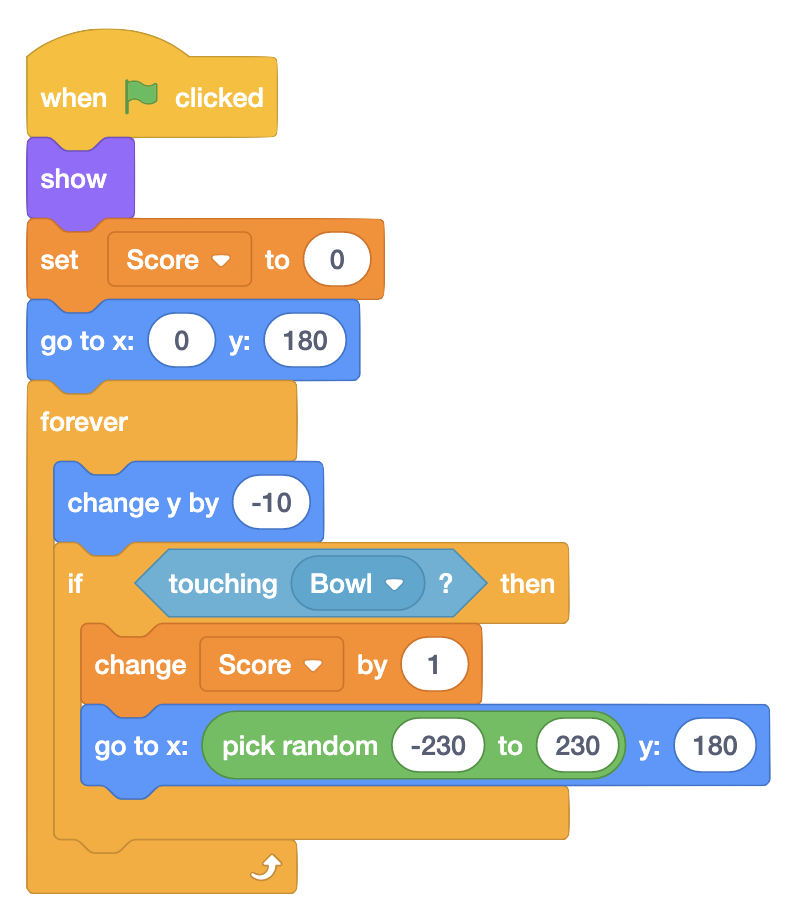 when clicked
show
set Score to 0
go to x: 0 y: 180
forever
change y by -10
if touching Bowl ? then
change Score by 1
go to x: pick random -230 to 230 y: 180